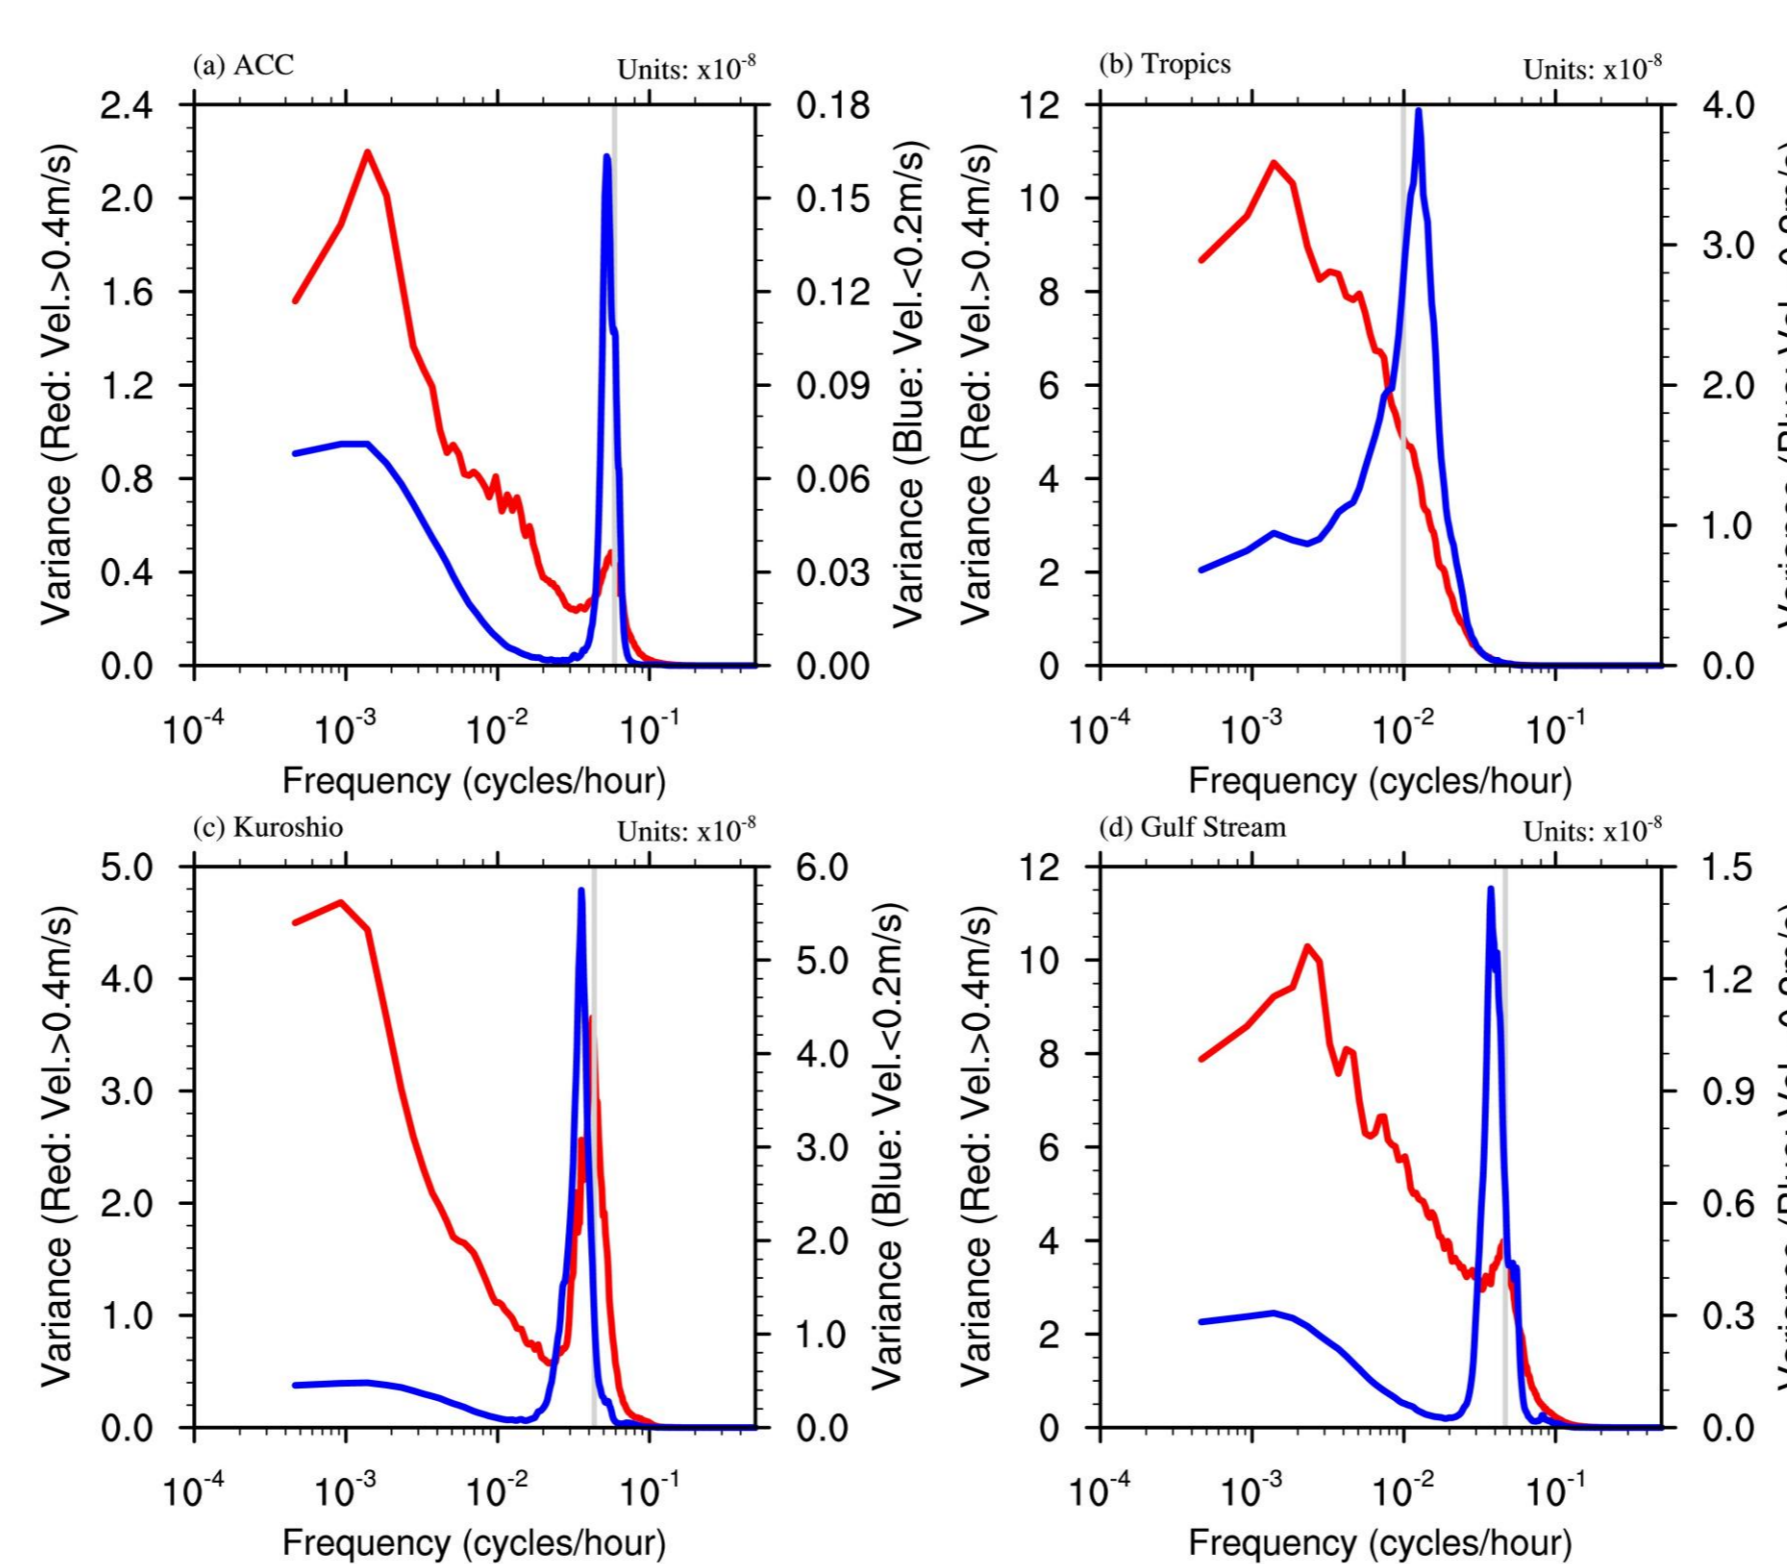 (a) ACC Units: x10⁻⁸
2.4 2.0 1.6 1.2 0.8 0.4 0.0
Variance (Red: Vel.>0.4m/s)
0.18 0.15 0.12 0.09 0.06 0.03 0.00
Variance (Blue: Vel.<0.2m/s)
10⁻⁴ 10⁻³ 10⁻² 10⁻¹
Frequency (cycles/hour)
(b) Tropics Units: x10⁻⁸
12 10 8 6 4 2 0
Variance (Red: Vel.>0.4m/s)
4.0 3.0 2.0 1.0 0.0
10⁻⁴ 10⁻³ 10⁻² 10⁻¹
Frequency (cycles/hour)
(c) Kuroshio Units: x10⁻⁸
5.0 4.0 3.0 2.0 1.0 0.0
Variance (Red: Vel.>0.4m/s)
6.0 5.0 4.0 3.0 2.0 1.0 0.0
Variance (Blue: Vel.<0.2m/s)
10⁻⁴ 10⁻³ 10⁻² 10⁻¹
Frequency (cycles/hour)
(d) Gulf Stream Units: x10⁻⁸
12 10 8 6 4 2 0
Variance (Red: Vel.>0.4m/s)
1.5 1.2 0.9 0.6 0.3 0.0
10⁻⁴ 10⁻³ 10⁻² 10⁻¹
Frequency (cycles/hour)